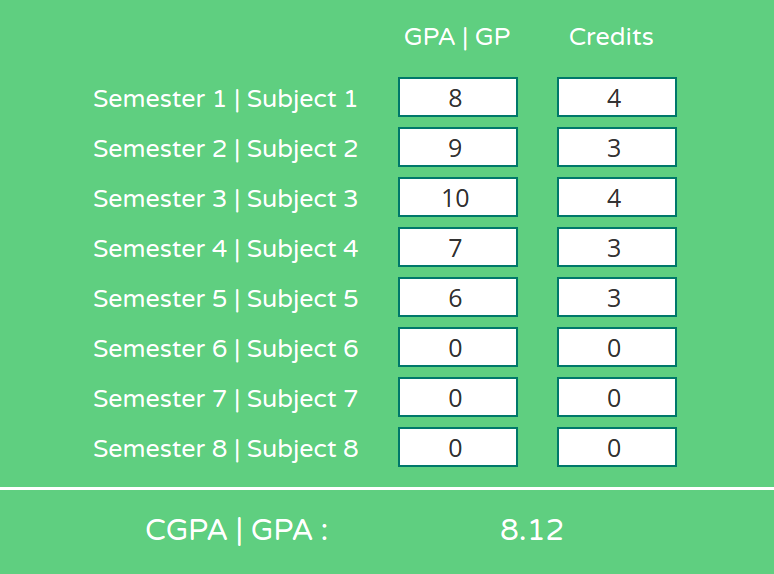 GPA | GP Credits
Semester 1 | Subject 1 8 4
Semester 2 | Subject 2 9 3
Semester 3 | Subject 3 10 4
Semester 4 | Subject 4 7 3
Semester 5 | Subject 5 6 3
Semester 6 | Subject 6 0 0
Semester 7 | Subject 7 0 0
Semester 8 | Subject 8 0 0
CGPA | GPA : 8.12